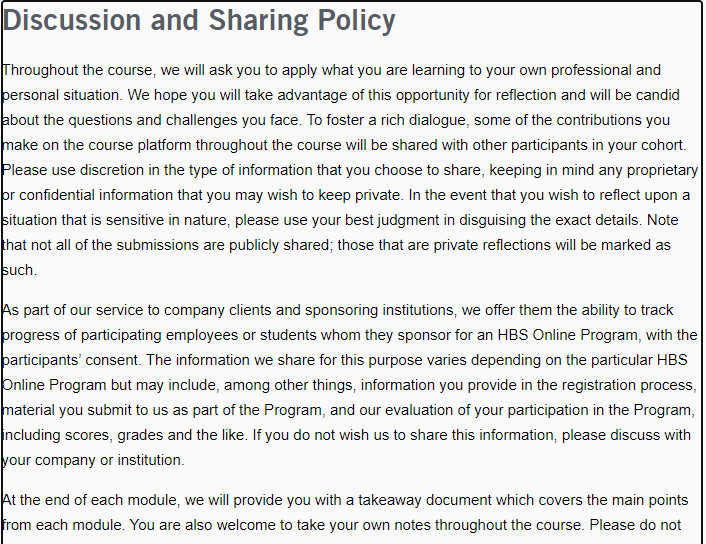 Discussion and Sharing Policy
Throughout the course, we will ask you to apply what you are learning to your own professional and
personal situation. We hope you will take advantage of this opportunity for reflection and will be candid
about the questions and challenges you face. To foster a rich dialogue, some of the contributions you
make on the course platform throughout the course will be shared with other participants in your cohort.
Please use discretion in the type of information that you choose to share, keeping in mind any proprietary
or confidential information that you may wish to keep private. In the event that you wish to reflect upon a
situation that is sensitive in nature, please use your best judgment in disguising the exact details. Note
that not all of the submissions are publicly shared; those that are private reflections will be marked as
such.
As part of our service to company clients and sponsoring institutions, we offer them the ability to track
progress of participating employees or students whom they sponsor for an HBS Online Program, with the
participants’ consent. The information we share for this purpose varies depending on the particular HBS
Online Program but may include, among other things, information you provide in the registration process,
material you submit to us as part of the Program, and our evaluation of your participation in the Program,
including scores, grades and the like. If you do not wish us to share this information, please discuss with
your company or institution.
At the end of each module, we will provide you with a takeaway document which covers the main points
from each module. You are also welcome to take your own notes throughout the course. Please do not